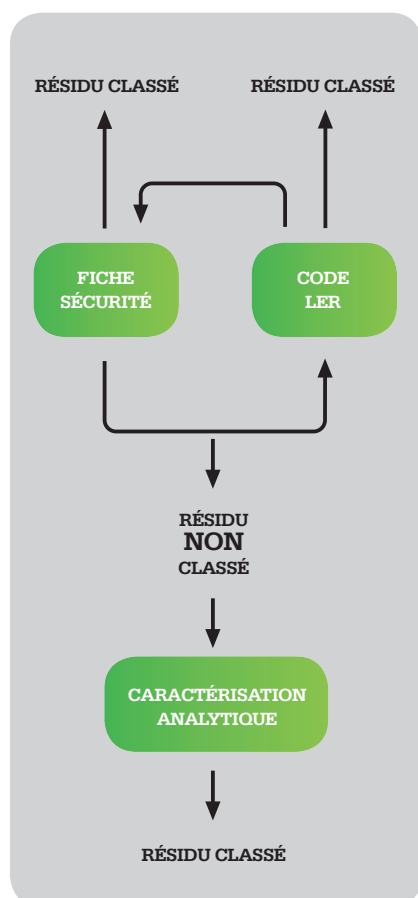 RÉSIDU CLASSÉ
RÉSIDU CLASSÉ
FICHE
SÉCURITÉ
CODE
LER
RÉSIDU
NON
CLASSÉ
CARACTÉRISATION
ANALYTIQUE
RÉSIDU CLASSÉ